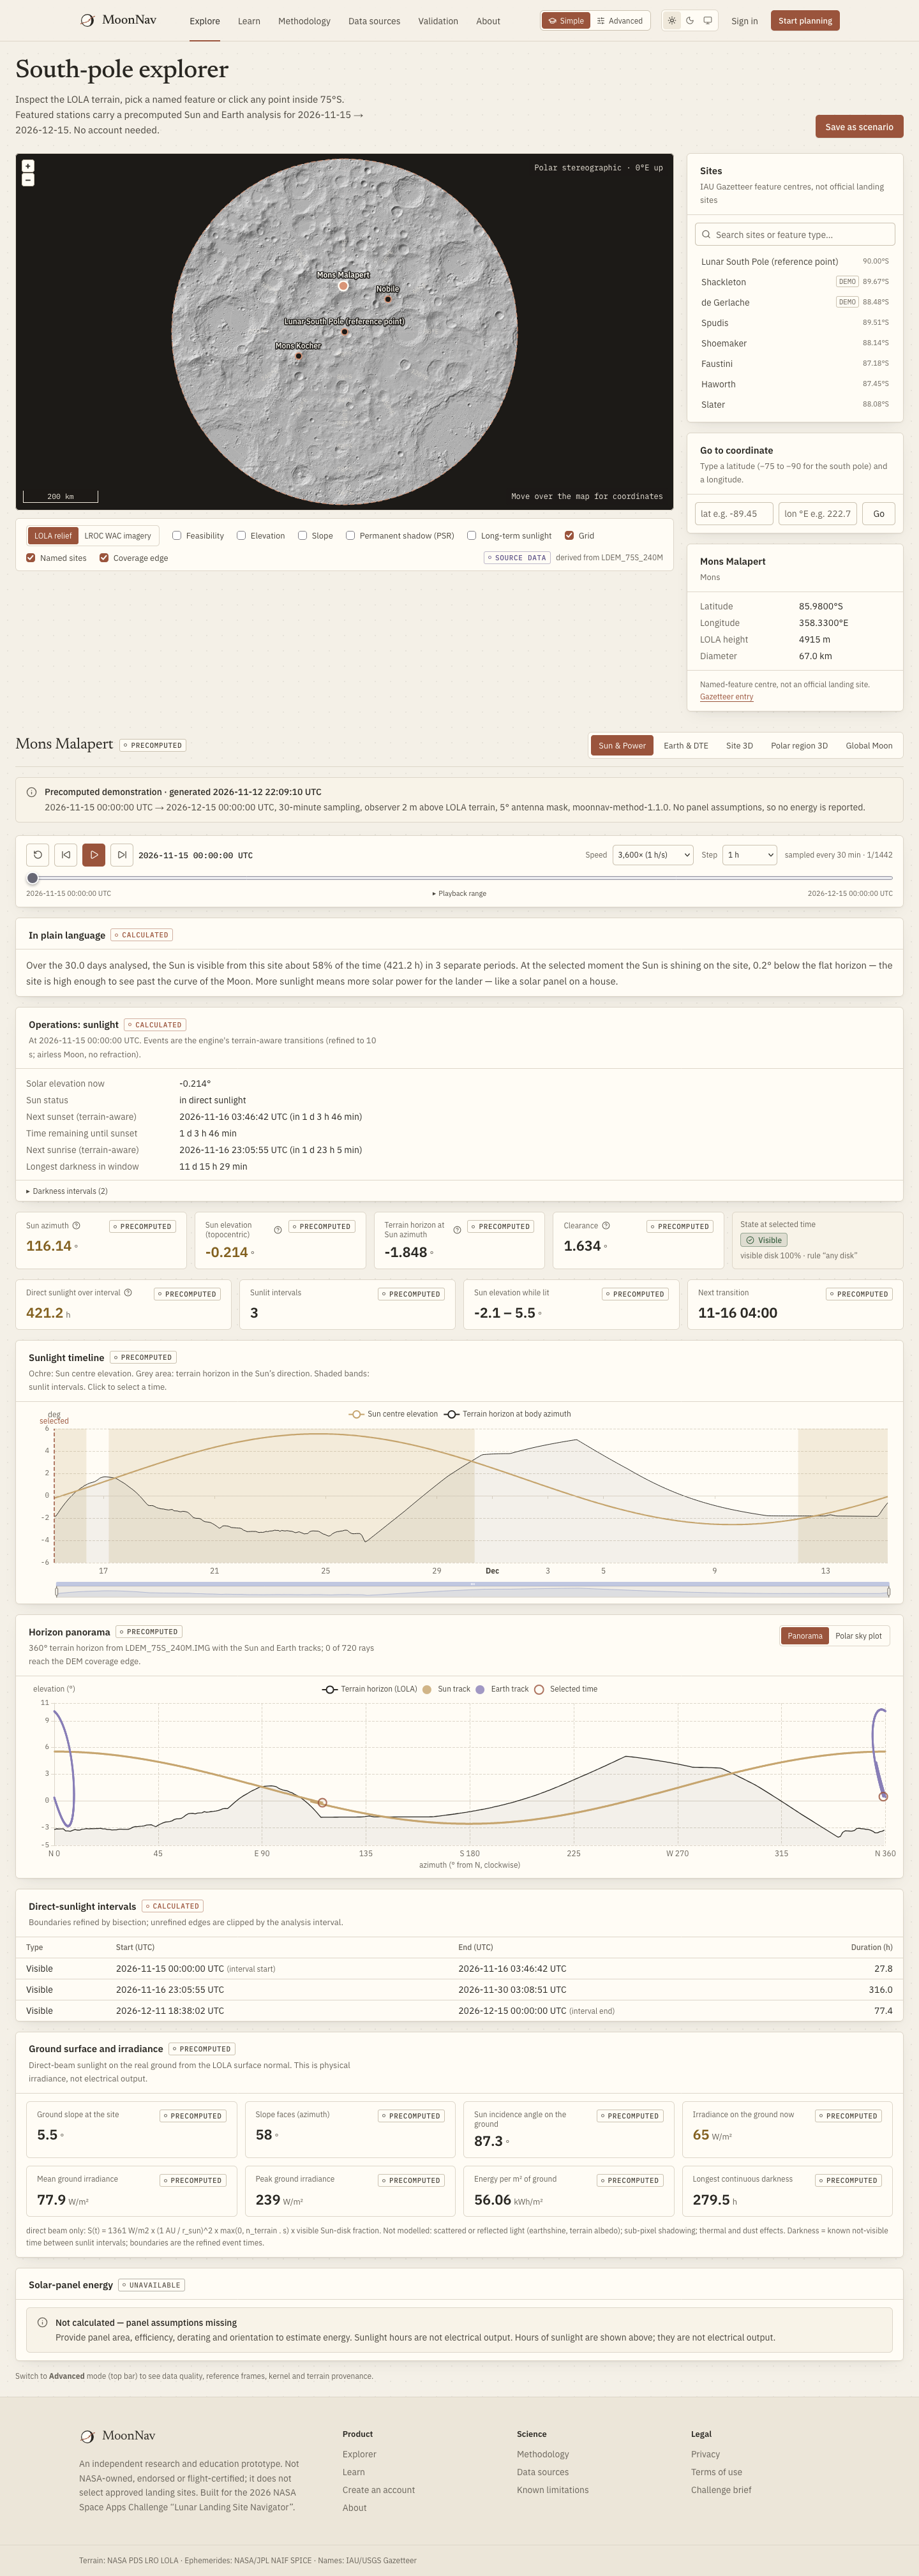 MoonNav
Explore Learn Methodology Data sources Validation About
Simple Advanced
Sign in
Start planning
South-pole explorer
Inspect the LOLA terrain, pick a named feature or click any point inside 75°S.
Featured stations carry a precomputed Sun and Earth analysis for 2026-11-15 →
2026-12-15. No account needed.
Save as scenario
+
−
Polar stereographic · 0°E up
Mons Malapert
Nobile
Lunar South Pole (reference point)
Mons Kocher
200 km
Move over the map for coordinates
LOLA relief LROC WAC imagery Feasibility Elevation Slope Permanent shadow (PSR) Long-term sunlight Grid
Named sites Coverage edge
SOURCE DATA derived from LDEM_75S_240M
Sites
IAU Gazetteer feature centres, not official landing
sites
Search sites or feature type...
Lunar South Pole (reference point) 90.00°S
Shackleton DEMO 89.67°S
de Gerlache DEMO 88.48°S
Spudis 89.51°S
Shoemaker 88.14°S
Faustini 87.18°S
Haworth 87.45°S
Slater 88.08°S
Go to coordinate
Type a latitude (−75 to −90 for the south pole) and
a longitude.
lat e.g. -89.45 lon °E e.g. 222.7 Go
Mons Malapert
Mons
Latitude 85.9800°S
Longitude 358.3300°E
LOLA height 4915 m
Diameter 67.0 km
Named-feature centre, not an official landing site.
Gazetteer entry
Mons Malapert PRECOMPUTED
Sun & Power Earth & DTE Site 3D Polar region 3D Global Moon
Precomputed demonstration · generated 2026-11-12 22:09:10 UTC
2026-11-15 00:00:00 UTC → 2026-12-15 00:00:00 UTC, 30-minute sampling, observer 2 m above LOLA terrain, 5° antenna mask, moonnav-method-1.1.0. No panel assumptions, so no energy is reported.
2026-11-15 00:00:00 UTC
Speed 3,600× (1 h/s) Step 1 h sampled every 30 min · 1/1442
2026-11-15 00:00:00 UTC ▸ Playback range 2026-12-15 00:00:00 UTC
In plain language CALCULATED
Over the 30.0 days analysed, the Sun is visible from this site about 58% of the time (421.2 h) in 3 separate periods. At the selected moment the Sun is shining on the site, 0.2° below the flat horizon — the
site is high enough to see past the curve of the Moon. More sunlight means more solar power for the lander — like a solar panel on a house.
Operations: sunlight CALCULATED
At 2026-11-15 00:00:00 UTC. Events are the engine's terrain-aware transitions (refined to 10
s; airless Moon, no refraction).
Solar elevation now -0.214°
Sun status in direct sunlight
Next sunset (terrain-aware) 2026-11-16 03:46:42 UTC (in 1 d 3 h 46 min)
Time remaining until sunset 1 d 3 h 46 min
Next sunrise (terrain-aware) 2026-11-16 23:05:55 UTC (in 1 d 23 h 5 min)
Longest darkness in window 11 d 15 h 29 min
▸ Darkness intervals (2)
Sun azimuth PRECOMPUTED
116.14 °
Sun elevation (topocentric) PRECOMPUTED
-0.214 °
Terrain horizon at Sun azimuth PRECOMPUTED
-1.848 °
Clearance PRECOMPUTED
1.634 °
State at selected time
Visible
visible disk 100% · rule “any disk”
Direct sunlight over interval PRECOMPUTED
421.2 h
Sunlit intervals PRECOMPUTED
3
Sun elevation while lit PRECOMPUTED
-2.1 – 5.5 °
Next transition PRECOMPUTED
11-16 04:00
Sunlight timeline PRECOMPUTED
Ochre: Sun centre elevation. Grey area: terrain horizon in the Sun's direction. Shaded bands:
sunlit intervals. Click to select a time.
deg
selected
Sun centre elevation Terrain horizon at body azimuth
6
4
2
0
-2
-4
-6
17 21 25 29 Dec 3 5 9 13
Horizon panorama PRECOMPUTED
360° terrain horizon from LDEM_75S_240M.IMG with the Sun and Earth tracks; 0 of 720 rays
reach the DEM coverage edge.
Panorama Polar sky plot
elevation (°)
Terrain horizon (LOLA) Sun track Earth track Selected time
11
9
6
3
0
-3
-5
N 0 45 E 90 135 S 180 225 W 270 315 N 360
azimuth (° from N, clockwise)
Direct-sunlight intervals CALCULATED
Boundaries refined by bisection; unrefined edges are clipped by the analysis interval.
Type Start (UTC) End (UTC) Duration (h)
Visible 2026-11-15 00:00:00 UTC (interval start) 2026-11-16 03:46:42 UTC 27.8
Visible 2026-11-16 23:05:55 UTC 2026-11-30 03:08:51 UTC 316.0
Visible 2026-12-11 18:38:02 UTC 2026-12-15 00:00:00 UTC (interval end) 77.4
Ground surface and irradiance PRECOMPUTED
Direct-beam sunlight on the real ground from the LOLA surface normal. This is physical
irradiance, not electrical output.
Ground slope at the site PRECOMPUTED
5.5 °
Slope faces (azimuth) PRECOMPUTED
58 °
Sun incidence angle on the ground PRECOMPUTED
87.3 °
Irradiance on the ground now PRECOMPUTED
65 W/m²
Mean ground irradiance PRECOMPUTED
77.9 W/m²
Peak ground irradiance PRECOMPUTED
239 W/m²
Energy per m² of ground PRECOMPUTED
56.06 kWh/m²
Longest continuous darkness PRECOMPUTED
279.5 h
direct beam only: S(t) = 1361 W/m2 x (1 AU / r_sun)^2 x max(0, n_terrain . s) x visible Sun-disk fraction. Not modelled: scattered or reflected light (earthshine, terrain albedo); sub-pixel shadowing; thermal and dust effects. Darkness = known not-visible
time between sunlit intervals; boundaries are the refined event times.
Solar-panel energy UNAVAILABLE
Not calculated — panel assumptions missing
Provide panel area, efficiency, derating and orientation to estimate energy. Sunlight hours are not electrical output. Hours of sunlight are shown above; they are not electrical output.
Switch to Advanced mode (top bar) to see data quality, reference frames, kernel and terrain provenance.
MoonNav
An independent research and education prototype. Not
NASA-owned, endorsed or flight-certified; it does not
select approved landing sites. Built for the 2026 NASA
Space Apps Challenge “Lunar Landing Site Navigator”.
Product
Explorer
Learn
Create an account
About
Science
Methodology
Data sources
Known limitations
Legal
Privacy
Terms of use
Challenge brief
Terrain: NASA PDS LRO LOLA · Ephemerides: NASA/JPL NAIF SPICE · Names: IAU/USGS Gazetteer